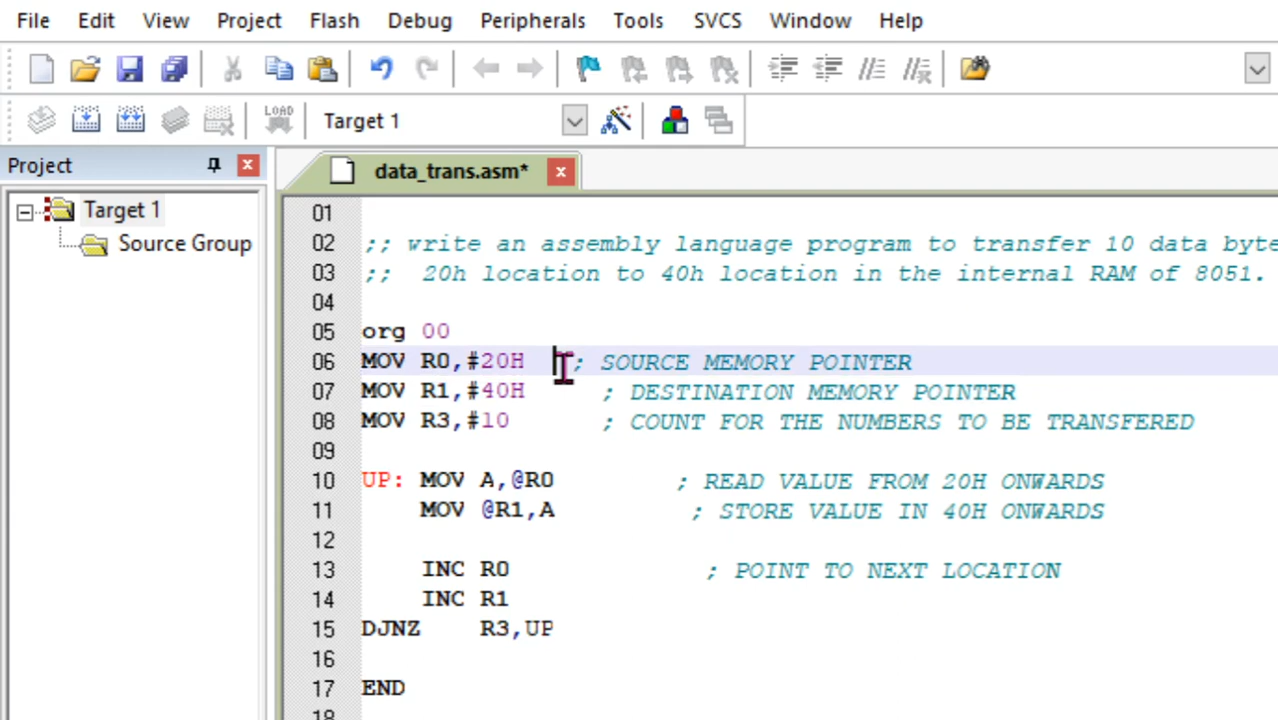 File Edit View Project Flash Debug Peripherals Tools SVCS Window Help
LOAD
Target 1
Project
data_trans.asm*
Target 1
Source Group
01
02 ;; write an assembly language program to transfer 10 data byte
03 ;; 20h location to 40h location in the internal RAM of 8051.
04
05 org 00
06 MOV R0,#20H ; SOURCE MEMORY POINTER
07 MOV R1,#40H ; DESTINATION MEMORY POINTER
08 MOV R3,#10 ; COUNT FOR THE NUMBERS TO BE TRANSFERED
09
10 UP: MOV A,@R0 ; READ VALUE FROM 20H ONWARDS
11 MOV @R1,A ; STORE VALUE IN 40H ONWARDS
12
13 INC R0 ; POINT TO NEXT LOCATION
14 INC R1
15 DJNZ R3,UP
16
17 END
18